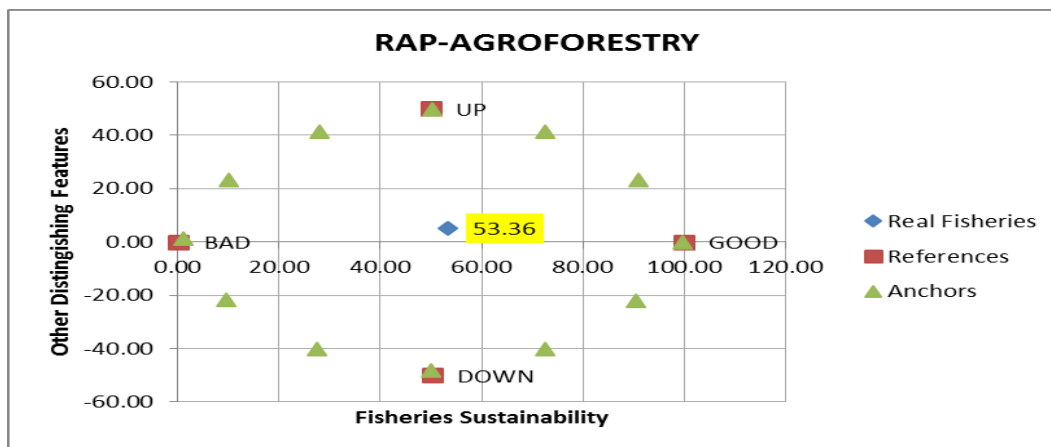 RAP-AGROFORESTRY
Other Distingishing Features
60.00
40.00
20.00
0.00
-20.00
-40.00
-60.00
UP
53.36
BAD
GOOD
0.00 20.00 40.00 60.00 80.00 100.00 120.00
DOWN
Fisheries Sustainability
Real Fisheries
References
Anchors